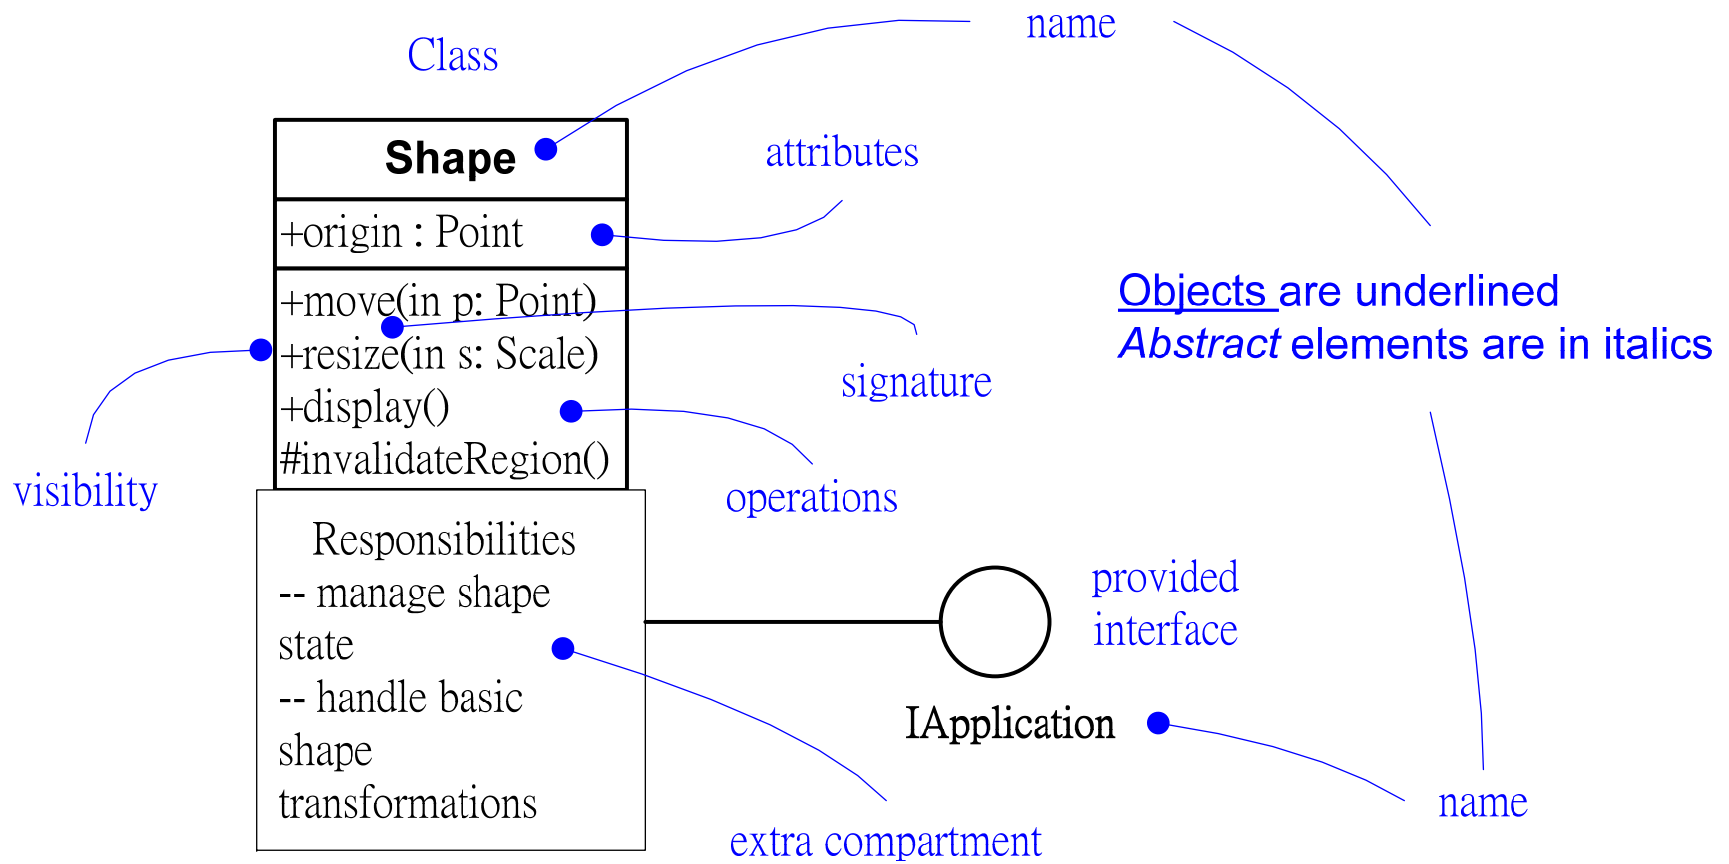 name
Class
Shape
attributes
+origin : Point
+move(in p: Point)
+resize(in s: Scale)
+display()
#invalidateRegion()
signature
Objects are underlined
Abstract elements are in italics
visibility
operations
Responsibilities
-- manage shape
state
-- handle basic
shape
transformations
provided
interface
IApplication
name
extra compartment